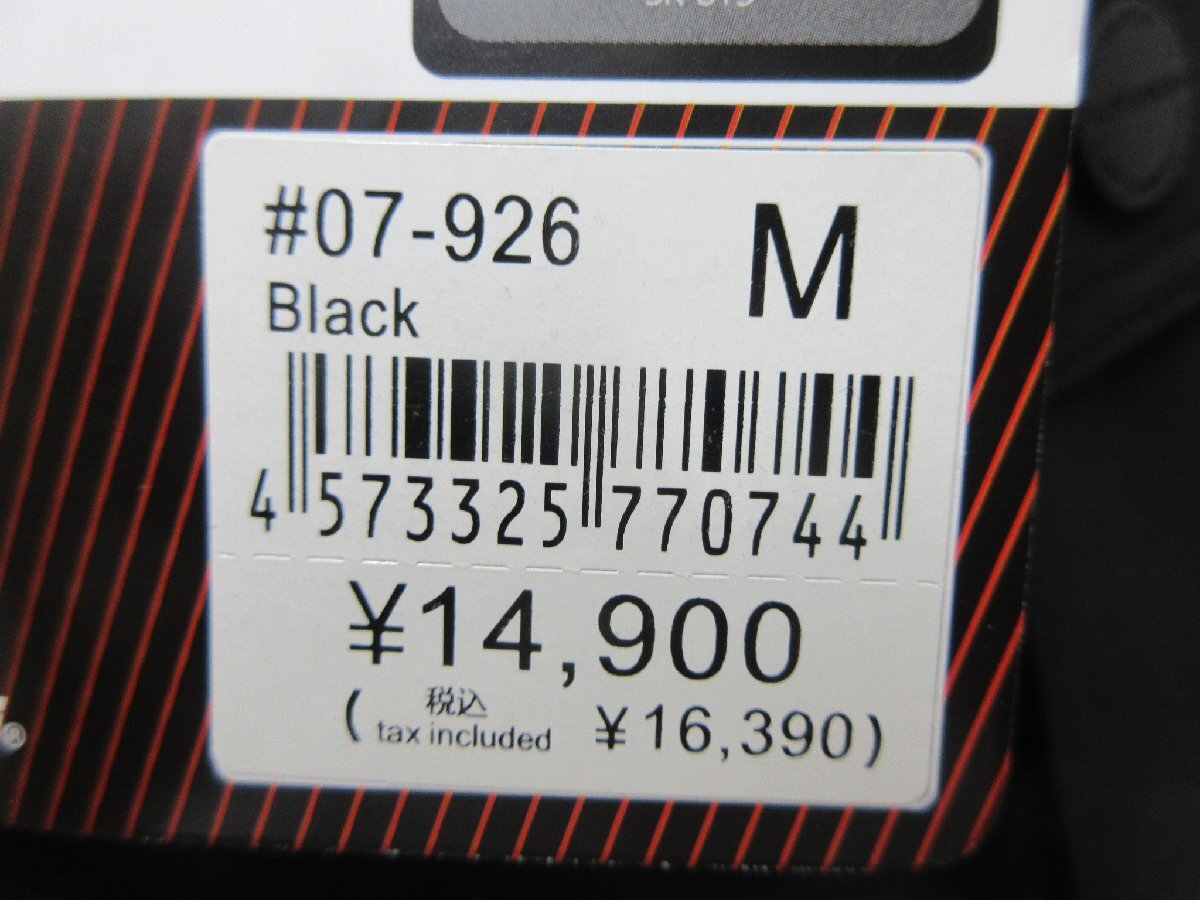 #07-926
M
Black
4 573325 770744
¥14,900
(税込 tax included ¥16,390)
®